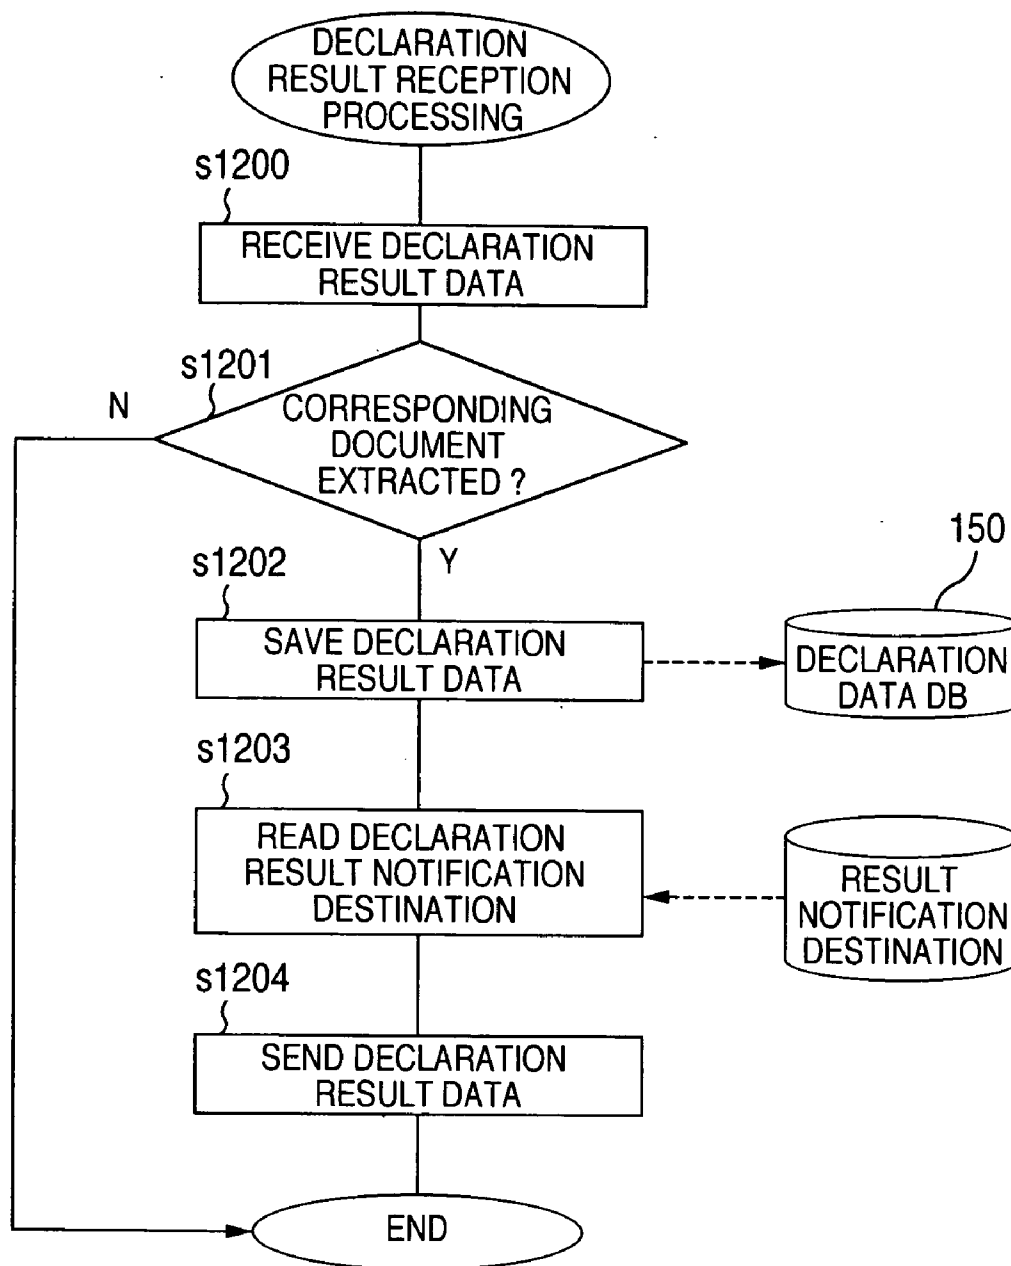 DECLARATION
RESULT RECEPTION
PROCESSING
s1200
RECEIVE DECLARATION
RESULT DATA
s1201
N
CORRESPONDING
DOCUMENT
EXTRACTED ?
Y
s1202
SAVE DECLARATION
RESULT DATA
150
DECLARATION
DATA DB
s1203
READ DECLARATION
RESULT NOTIFICATION
DESTINATION
RESULT
NOTIFICATION
DESTINATION
s1204
SEND DECLARATION
RESULT DATA
END